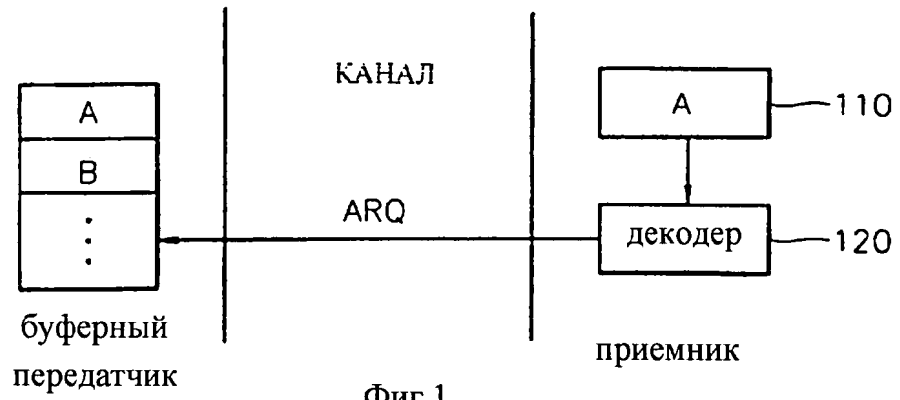 КАНАЛ
A
B
A
110
ARQ
декодер
120
буферный
передатчик
приемник
Фиг.1